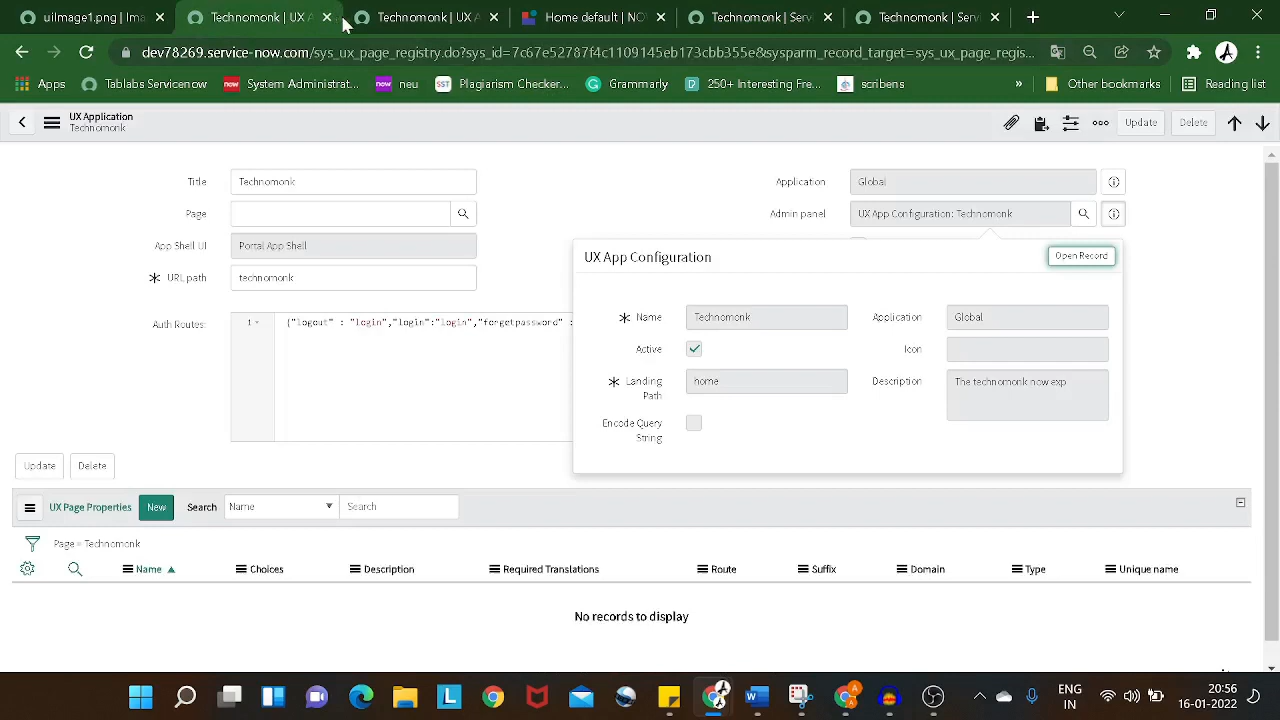 uiImage1.png | Ima
Technomonk | UX A
Technomonk | UX A
Home default | NO
Technomonk | Serv
Technomonk | Serv
dev78269.service-now.com/sys_ux_page_registry.do?sys_id=7c67e52787f4c1109145eb173cbb3558&sysparm_record_target=sys_ux_page_regis...
Apps
Tablabs Servicenow
now
System Administrat...
now
neu
SST
Plagiarism Checker...
Grammarly
250+ Interesting Fu...
scribens
»
Other bookmarks
Reading list
UX Application
Technomonk
Update
Delete
Title
Technomonk
Application
Global
Page
Admin panel
UX App Configuration: Technomonk
App Shell UI
Portal App Shell
UX App Configuration
Open Record
URL path
technomonk
Auth Routes:
1
{"logout" : "login","login":"login","forgetpassword" :
Name
Technomonk
Application
Global
Active
Icon
Landing Path
home
Description
The technomonk now exp
Encode Query String
Update
Delete
UX Page Properties
New
Search
Name
Search
Page = Technomonk
Name
Choices
Description
Required Translations
Route
Suffix
Domain
Type
Unique name
No records to display
ENG
IN
20:56
16-01-2022